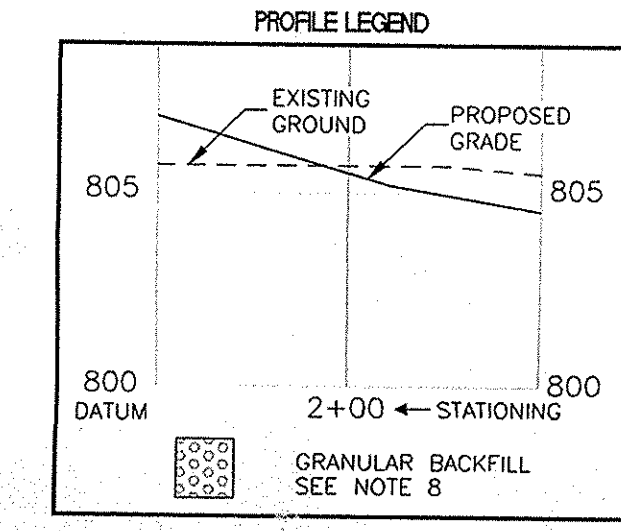 PROFILE LEGEND
EXISTING
GROUND
PROPOSED
GRADE
805
805
800
800
DATUM
2+00
STATIONING
GRANULAR BACKFILL
SEE NOTE 8